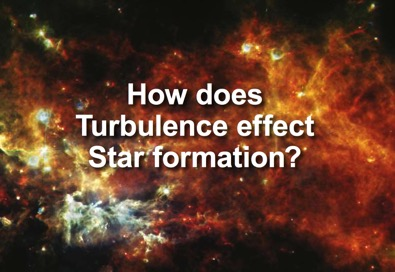 How does
Turbulence effect
Star formation?